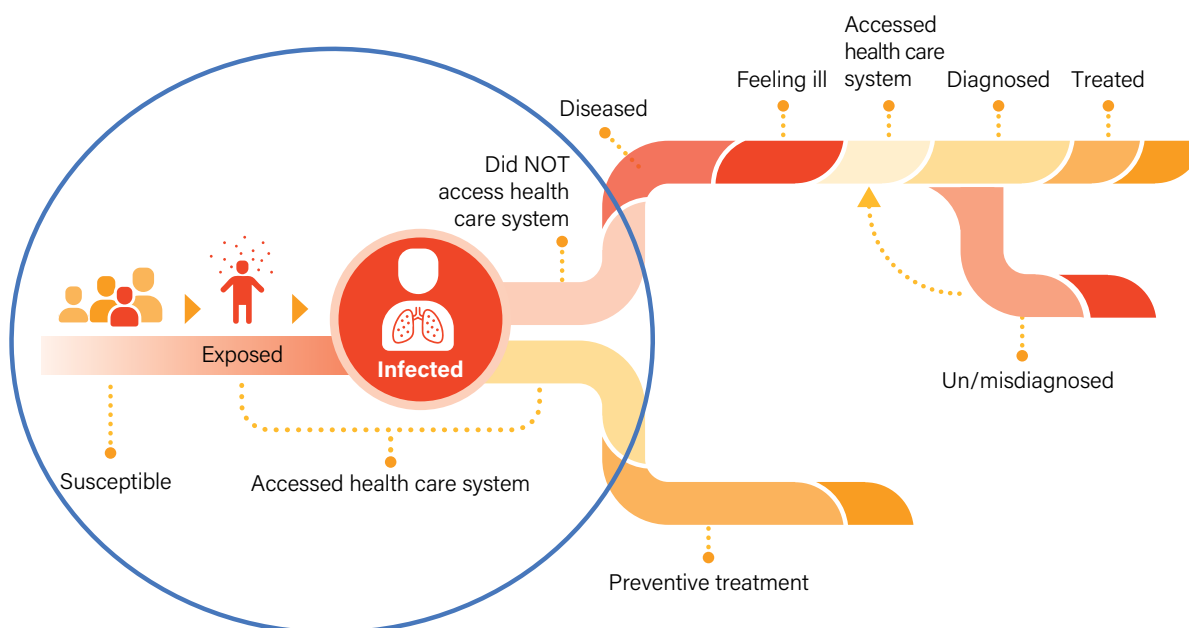 Accessed
health care
system
Feeling ill
Diagnosed
Treated
Diseased
Did NOT
access health
care system
Exposed
Infected
Un/misdiagnosed
Susceptible
Accessed health care system
Preventive treatment